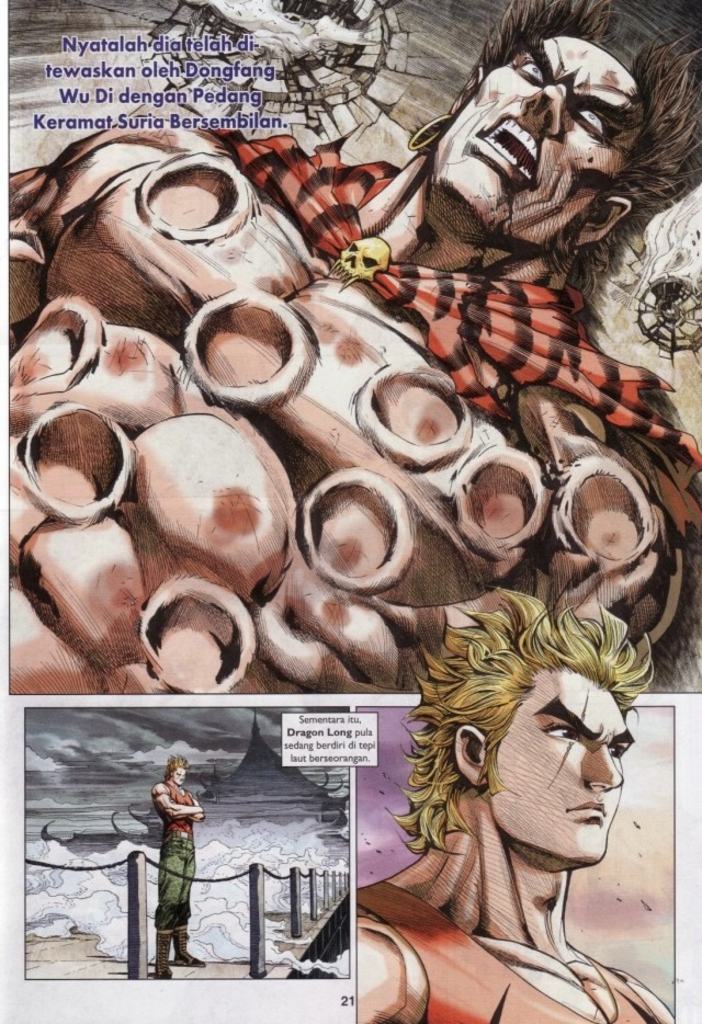 Nyatalah dia telah di-
tewaskan oleh Dongfang
Wu Di dengan Pedang
Keramat Suria Bersembilan.
Sementara itu,
Dragon Long pula
sedang berdiri di tepi
laut berseorangan.
21